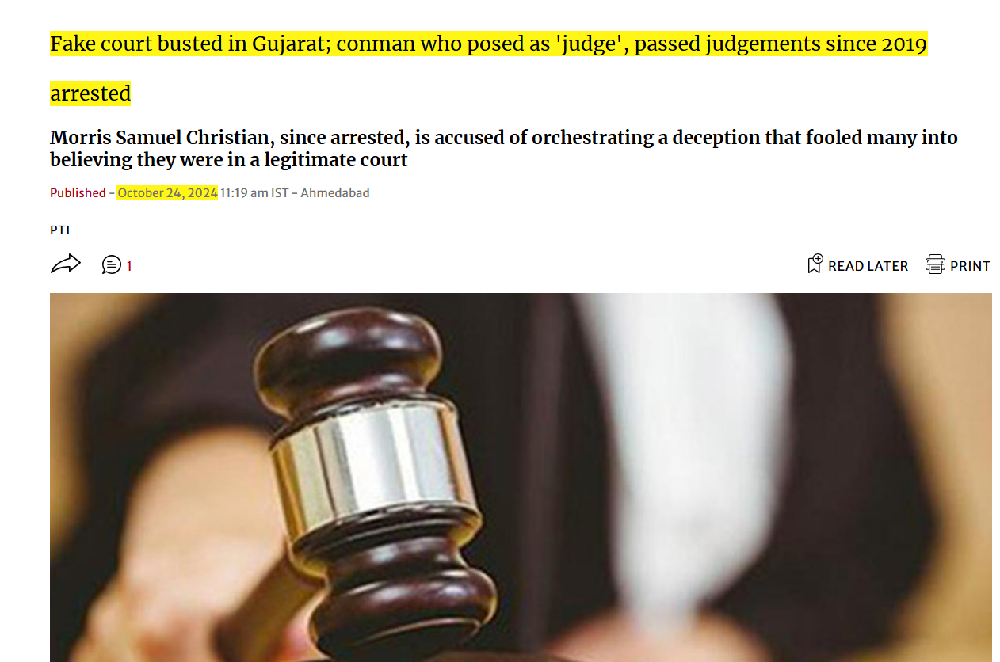 Fake court busted in Gujarat; conman who posed as 'judge', passed judgements since 2019
arrested
Morris Samuel Christian, since arrested, is accused of orchestrating a deception that fooled many into
believing they were in a legitimate court
Published - October 24, 2024 11:19 am IST - Ahmedabad
PTI
1 READ LATER PRINT